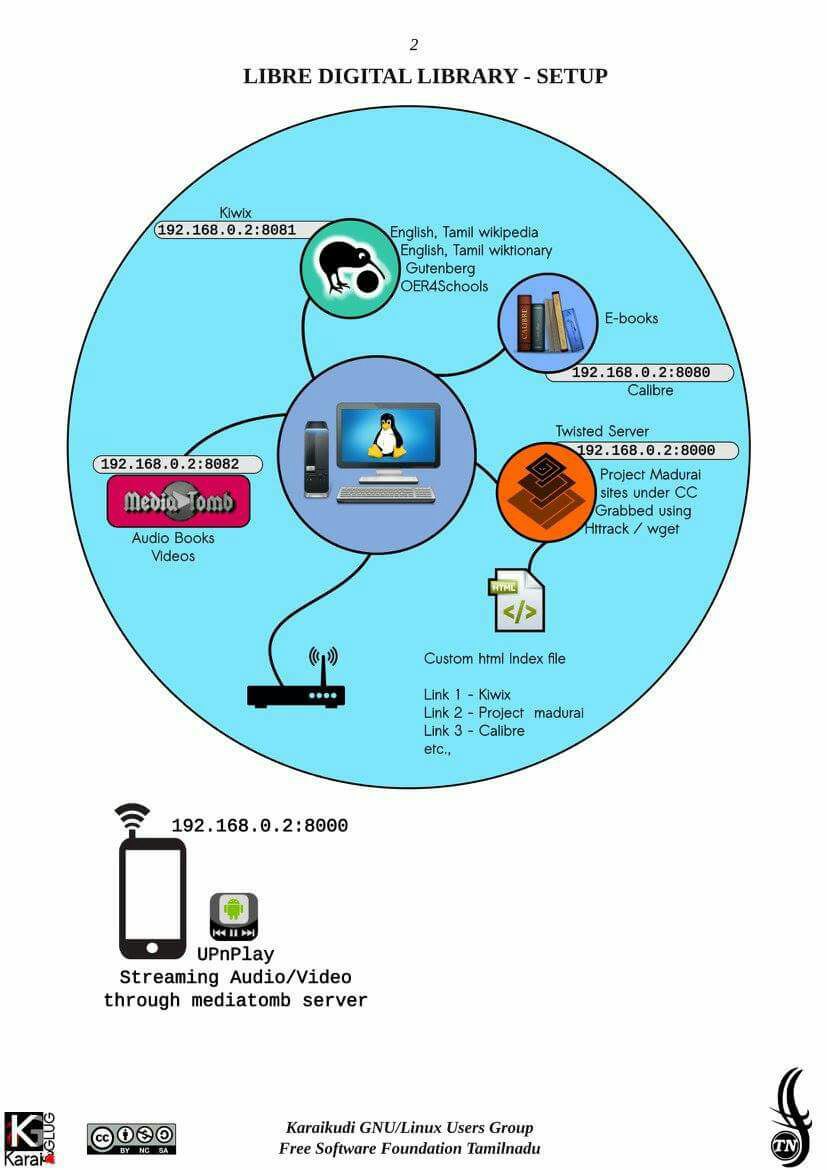 2
LIBRE DIGITAL LIBRARY - SETUP
Kiwix
192.168.0.2:8081
English, Tamil wikipedia
English, Tamil wiktionary
Gutenberg
OER4Schools
CALIBRE
E-books
192.168.0.2:8080
Calibre
Twisted Server
192.168.0.2:8000
Project Madurai
sites under CC
Grabbed using
Httrack / wget
192.168.0.2:8082
MediaTomb
Audio Books
Videos
HTML
</>
Custom html Index file
Link 1 - Kiwix
Link 2 - Project madurai
Link 3 - Calibre
etc.,
192.168.0.2:8000
UPnPlay
Streaming Audio/Video
through mediatomb server
KG
Karai
GLUG
cc
BY NC SA
Karaikudi GNU/Linux Users Group
Free Software Foundation Tamilnadu
TN